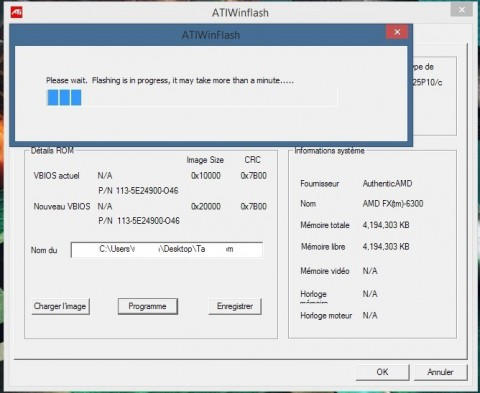 ATI ATIWinflash
ATIWinFlash
Please wait. Flashing is in progress, it may take more than a minute.....
ype de
25P10/c
Détails ROM
Image Size CRC
VBIOS actuel N/A 0x10000 0x7B00
P/N 113-5E24900-O46
Nouveau VBIOS N/A 0x20000 0x7B00
P/N 113-5E24900-O46
Nom du C:\Users\ \Desktop\Ta m
Charger l'image Programme Enregistrer
Informations système
Fournisseur AuthenticAMD
Nom AMD FX(tm)-6300
Mémoire totale 4,194,303 KB
Mémoire libre 4,194,303 KB
Mémoire vidéo N/A
Horloge N/A
Horloge moteur N/A
OK Annuler